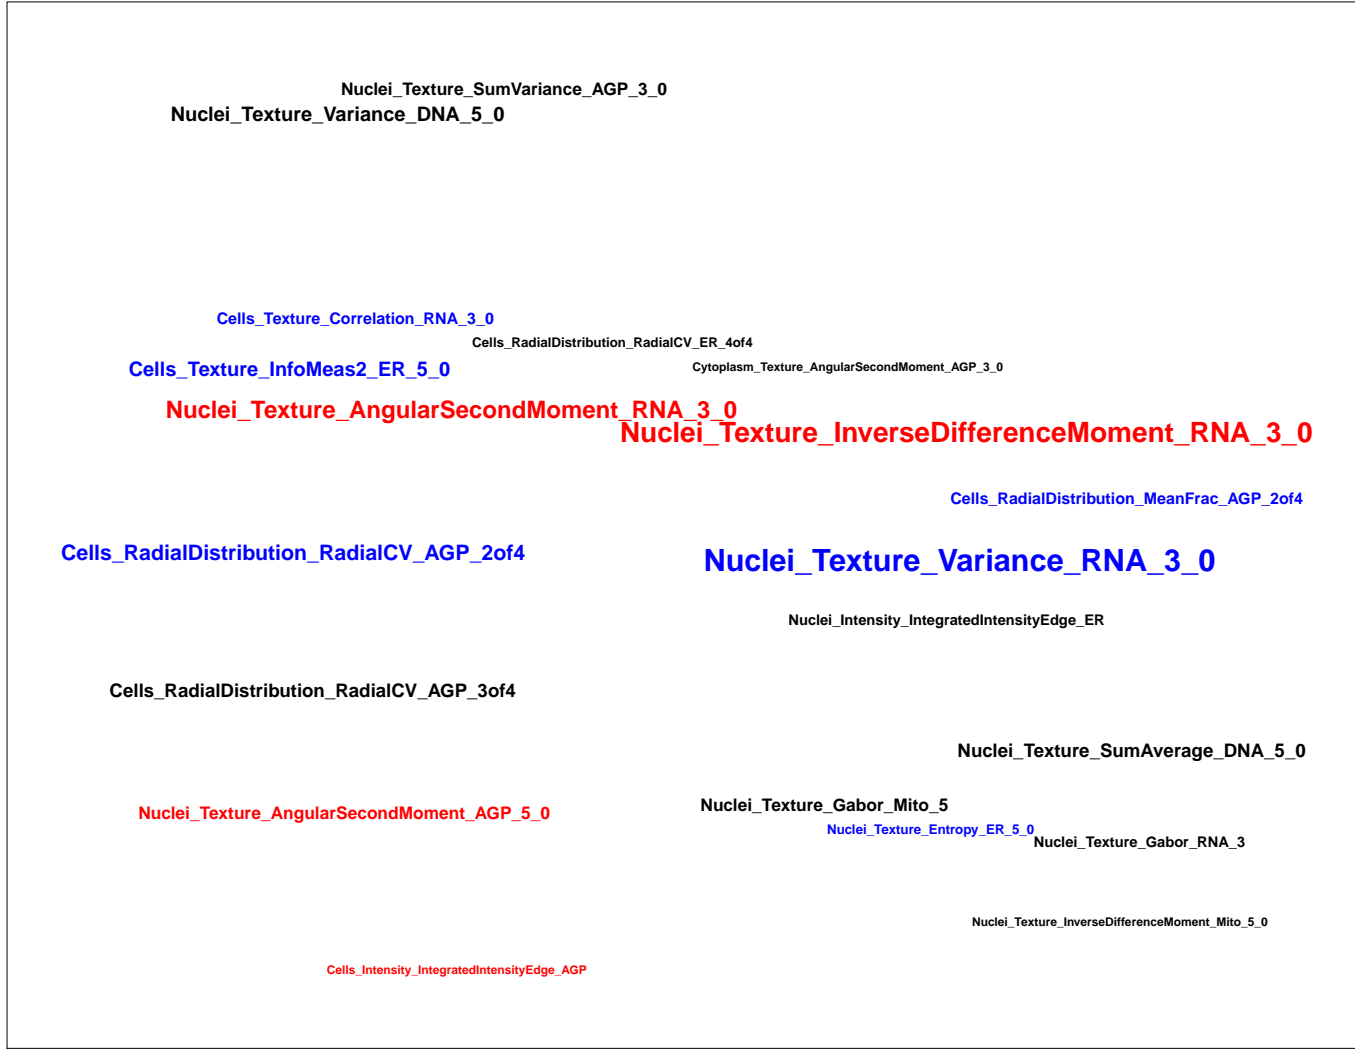 Nuclei_Texture_SumVariance_AGP_3_0
Nuclei_Texture_Variance_DNA_5_0
Cells_Texture_Correlation_RNA_3_0
Cells_RadialDistribution_RadialCV_ER_4of4
Cells_Texture_InfoMeas2_ER_5_0
Cytoplasm_Texture_AngularSecondMoment_AGP_3_0
Nuclei_Texture_AngularSecondMoment_RNA_3_0
Nuclei_Texture_InverseDifferenceMoment_RNA_3_0
Cells_RadialDistribution_MeanFrac_AGP_2of4
Cells_RadialDistribution_RadialCV_AGP_2of4
Nuclei_Texture_Variance_RNA_3_0
Nuclei_Intensity_IntegratedIntensityEdge_ER
Cells_RadialDistribution_RadialCV_AGP_3of4
Nuclei_Texture_SumAverage_DNA_5_0
Nuclei_Texture_Gabor_Mito_5
Nuclei_Texture_AngularSecondMoment_AGP_5_0
Nuclei_Texture_Entropy_ER_5_0
Nuclei_Texture_Gabor_RNA_3
Nuclei_Texture_InverseDifferenceMoment_Mito_5_0
Cells_Intensity_IntegratedIntensityEdge_AGP